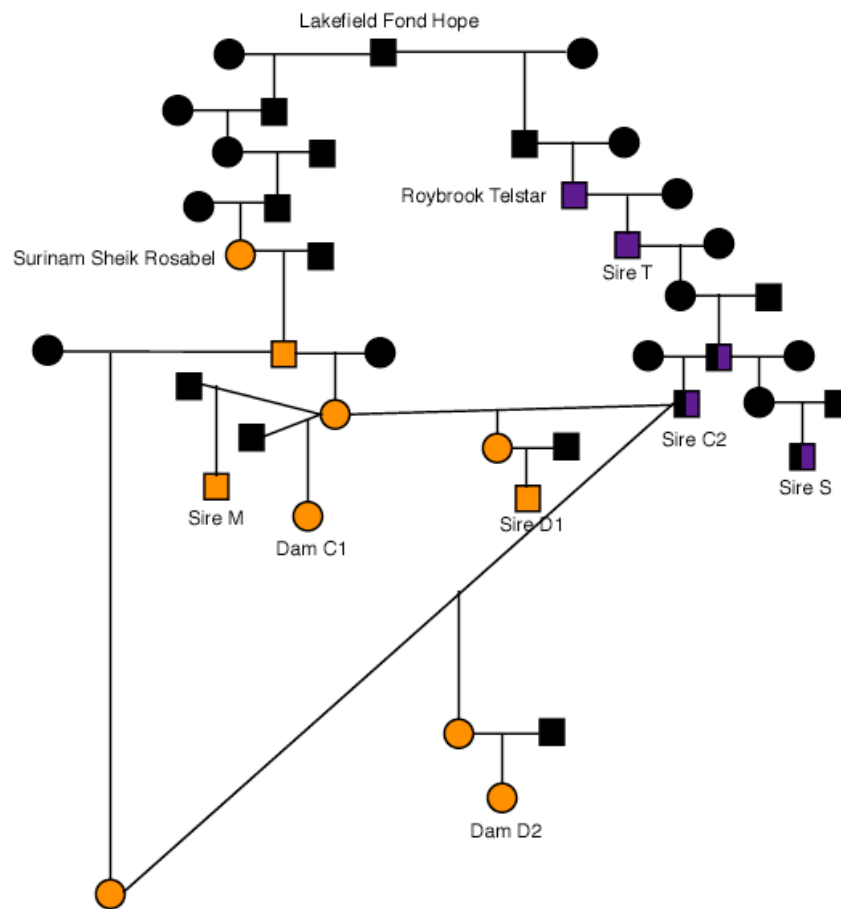 Lakefield Fond Hope
Roybrook Telstar
Surinam Sheik Rosabel
Sire T
Sire C2
Sire S
Sire M
Sire D1
Dam C1
Dam D2